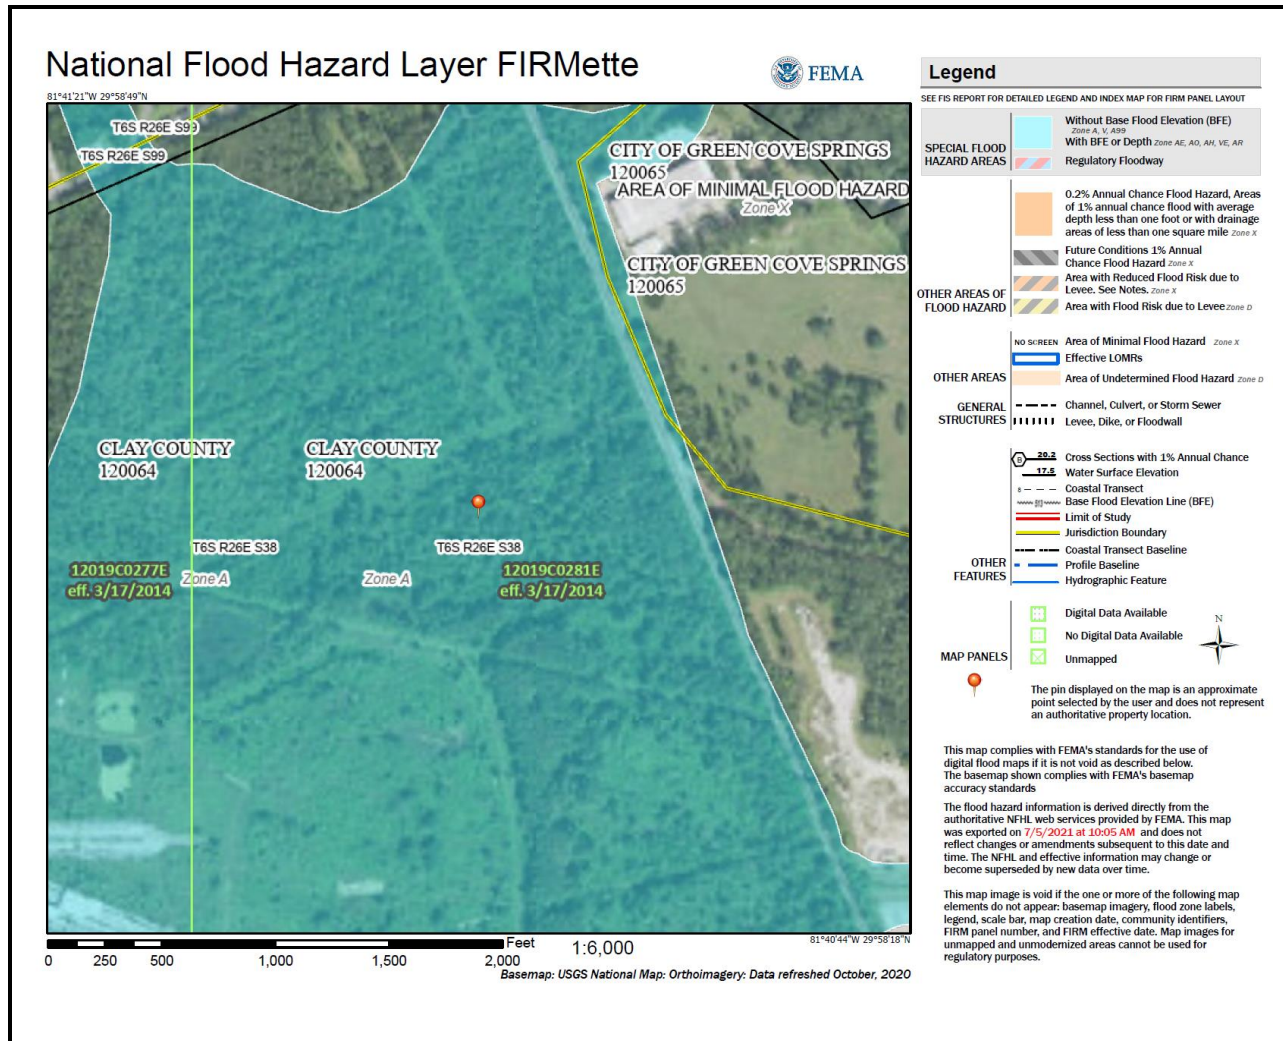 National Flood Hazard Layer FIRMette
FEMA
81°41'21"W 29°58'49"N
T6S R26E S99
T6S R26E S99
CITY OF GREEN COVE SPRINGS
120065
AREA OF MINIMAL FLOOD HAZARD
Zone X
CITY OF GREEN COVE SPRINGS
120065
CLAY COUNTY
120064
CLAY COUNTY
120064
T6S R26E S38
T6S R26E S38
12019C0277E
eff. 3/17/2014
Zone A
Zone A
12019C0281E
eff. 3/17/2014
0 250 500 1,000 1,500 2,000
Feet
1:6,000
81°40'44"W 29°58'18"N
Basemap: USGS National Map: Orthoimagery: Data refreshed October, 2020
Legend
SEE FIS REPORT FOR DETAILED LEGEND AND INDEX MAP FOR FIRM PANEL LAYOUT
SPECIAL FLOOD
HAZARD AREAS
Without Base Flood Elevation (BFE)
Zone A, V, A99
With BFE or Depth Zone AE, AO, AH, VE, AR
Regulatory Floodway
0.2% Annual Chance Flood Hazard, Areas
of 1% annual chance flood with average
depth less than one foot or with drainage
areas of less than one square mile Zone X
Future Conditions 1% Annual
Chance Flood Hazard Zone X
Area with Reduced Flood Risk due to
Levee. See Notes. Zone X
Area with Flood Risk due to Levee Zone D
OTHER AREAS OF
FLOOD HAZARD
NO SCREEN Area of Minimal Flood Hazard Zone X
Effective LOMRs
OTHER AREAS
Area of Undetermined Flood Hazard Zone D
GENERAL
STRUCTURES
Channel, Culvert, or Storm Sewer
Levee, Dike, or Floodwall
B 20.2 Cross Sections with 1% Annual Chance
17.5 Water Surface Elevation
8 Coastal Transect
Base Flood Elevation Line (BFE)
Limit of Study
Jurisdiction Boundary
Coastal Transect Baseline
OTHER
FEATURES
Profile Baseline
Hydrographic Feature
Digital Data Available
No Digital Data Available
Unmapped
MAP PANELS
N
The pin displayed on the map is an approximate
point selected by the user and does not represent
an authoritative property location.
This map complies with FEMA's standards for the use of
digital flood maps if it is not void as described below.
The basemap shown complies with FEMA's basemap
accuracy standards
The flood hazard information is derived directly from the
authoritative NFHL web services provided by FEMA. This map
was exported on 7/5/2021 at 10:05 AM and does not
reflect changes or amendments subsequent to this date and
time. The NFHL and effective information may change or
become superseded by new data over time.
This map image is void if the one or more of the following map
elements do not appear: basemap imagery, flood zone labels,
legend, scale bar, map creation date, community identifiers,
FIRM panel number, and FIRM effective date. Map images for
unmapped and unmodernized areas cannot be used for
regulatory purposes.